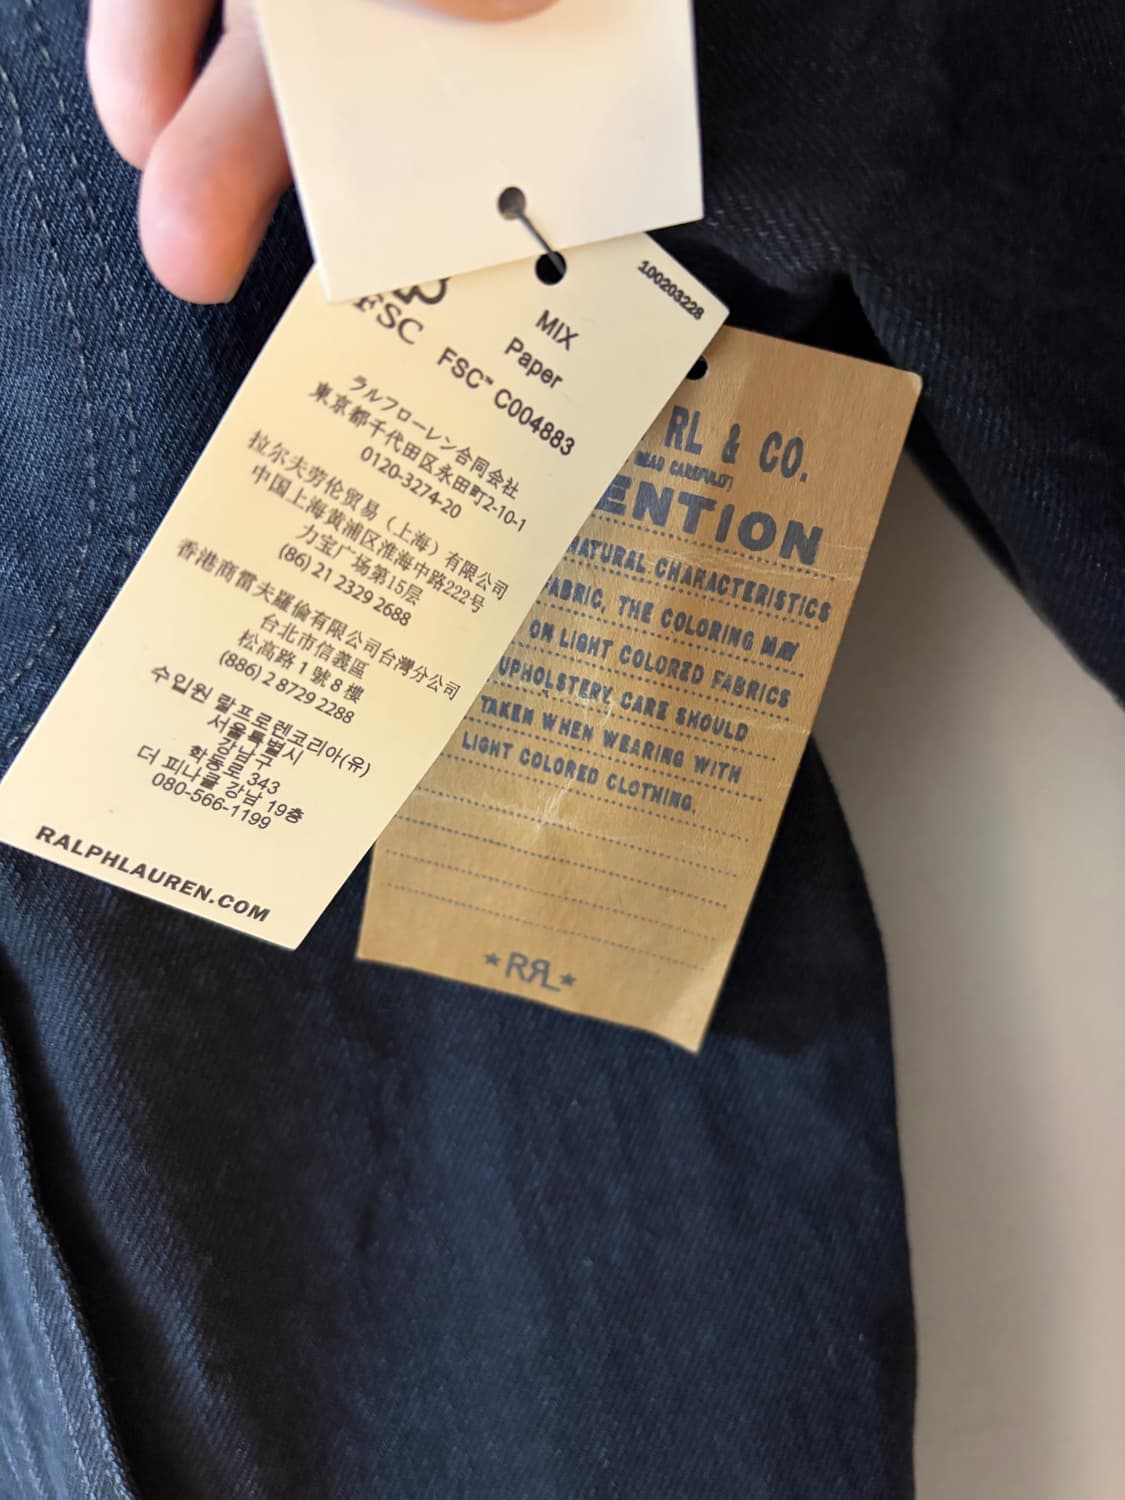 100203228
FSC
MIX
Paper
FSC™ C004883
ラルフローレン合同会社
東京都千代田区永田町2-10-1
0120-3274-20
拉尔夫劳伦贸易（上海）有限公司
中国上海黄浦区淮海中路222号
力宝广场第15层
(86) 21 2329 2688
香港商雷夫羅倫有限公司台灣分公司
台北市信義區
松高路1號8樓
(886) 2 8729 2288
수입원 랄프로렌코리아(유)
서울특별시
강남구
학동로 343
더 피나클 강남 19층
080-566-1199
RALPHLAUREN.COM
RL & CO.
READ CAREFULLY)
ENTION
NATURAL CHARACTERISTICS
FABRIC, THE COLORING MAY
ON LIGHT COLORED FABRICS
UPHOLSTERY. CARE SHOULD
TAKEN WHEN WEARING WITH
LIGHT COLORED CLOTHING.
★RRL★